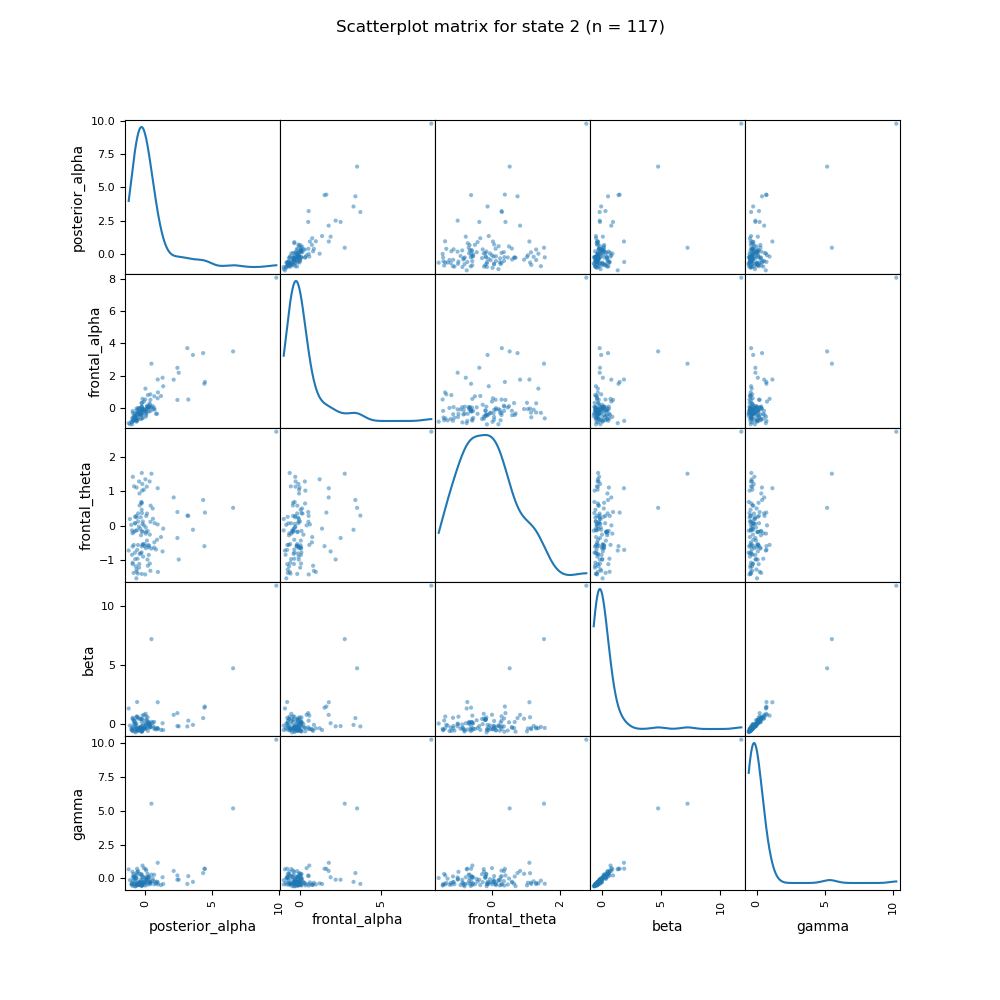 Scatterplot matrix for state 2 (n = 117)
10.0
7.5
5.0
2.5
0.0
posterior_alpha
8
6
4
2
0
frontal_alpha
2
1
0
−1
frontal_theta
10
5
0
beta
10.0
7.5
5.0
2.5
0.0
gamma
0 5 10 0 5 0 2 0 5 10 0 5 10
posterior_alpha frontal_alpha frontal_theta beta gamma